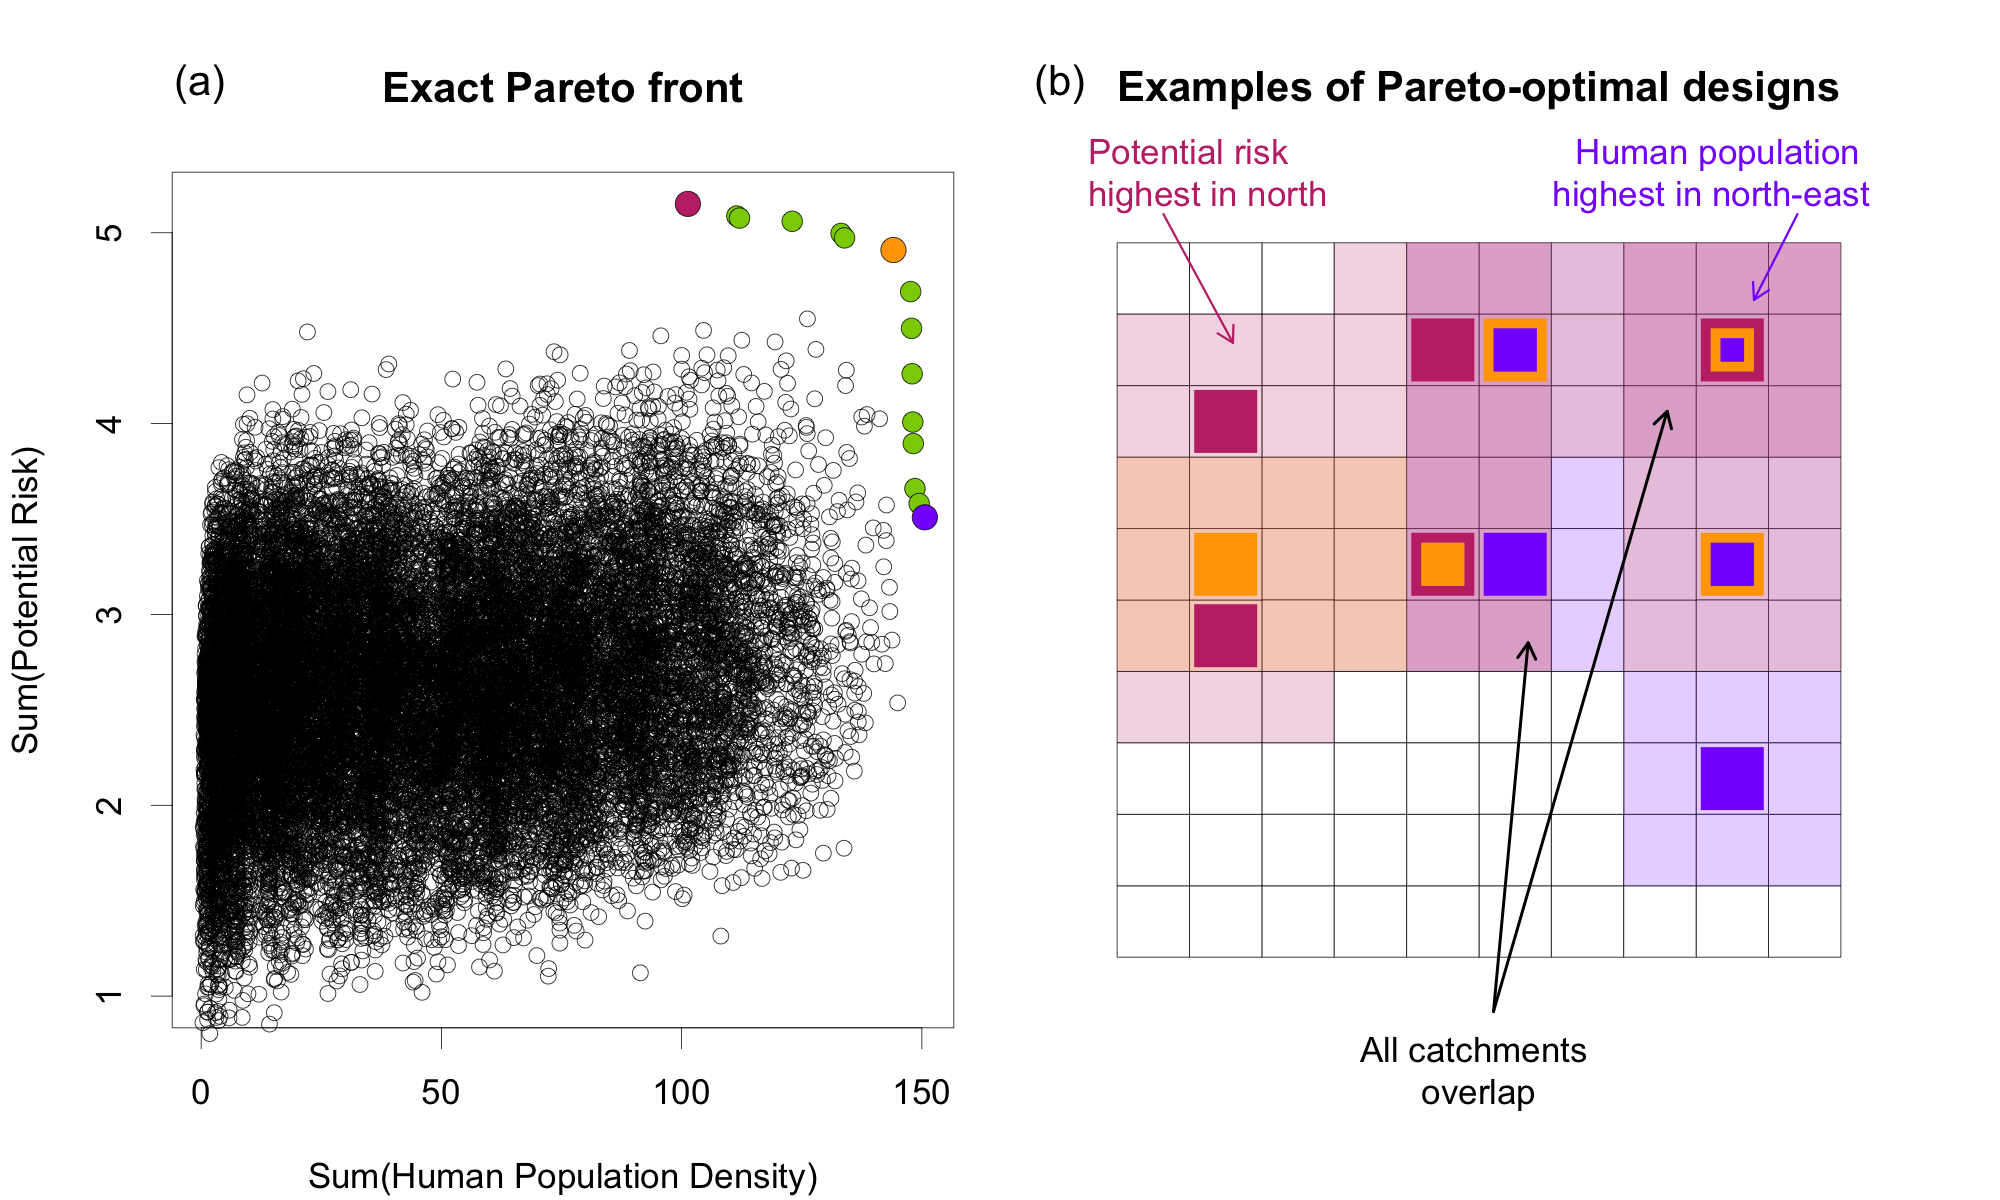 (a)
Exact Pareto front
Sum(Potential Risk)
5
4
3
2
1
0
50
100
150
Sum(Human Population Density)
(b)
Examples of Pareto-optimal designs
Potential risk
highest in north
Human population
highest in north-east
All catchments
overlap